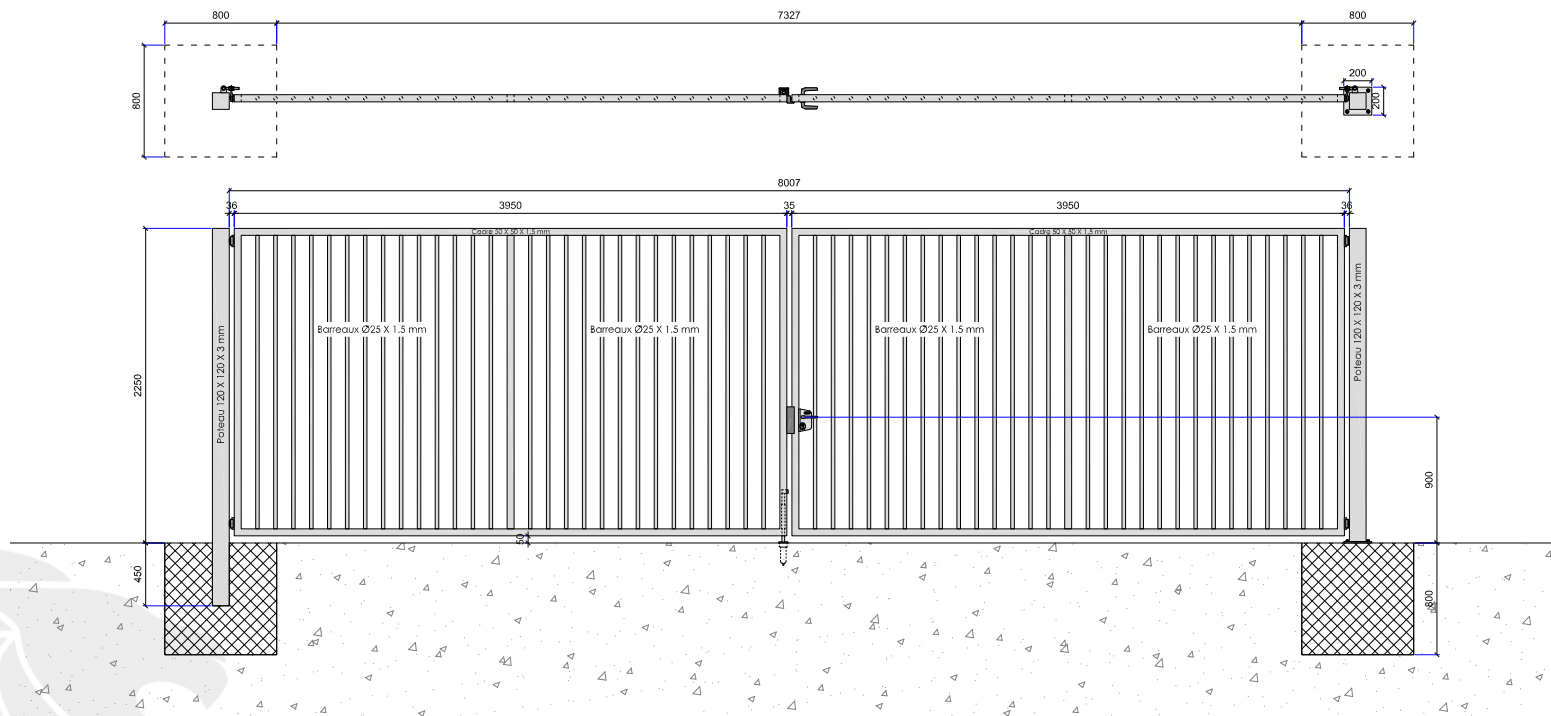 800
7327
800
800
200
200
8007
36
3950
35
3950
36
Cadre 50 X 50 X 1,5 mm
Cadre 50 X 50 X 1,5 mm
2250
Poteau 120 X 120 X 3 mm
Barreaux Ø25 X 1.5 mm
Barreaux Ø25 X 1.5 mm
Barreaux Ø25 X 1.5 mm
Barreaux Ø25 X 1.5 mm
Poteau 120 X 120 X 3 mm
900
50
450
800